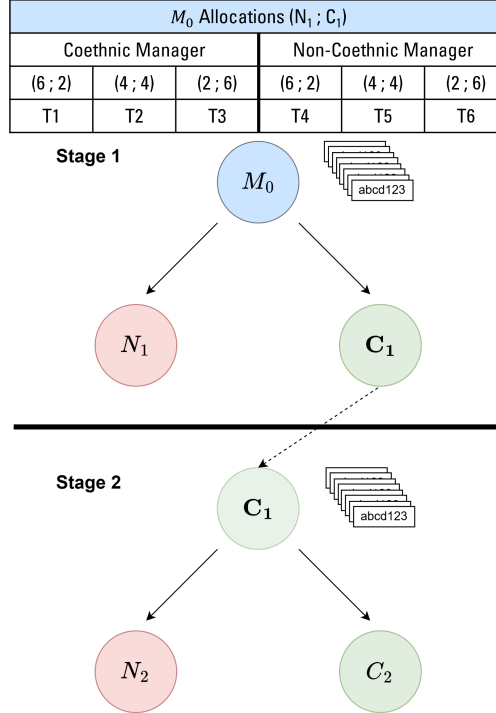 M₀ Allocations (N₁ ; C₁)
Coethnic Manager Non-Coethnic Manager
(6 ; 2) (4 ; 4) (2 ; 6) (6 ; 2) (4 ; 4) (2 ; 6)
T1 T2 T3 T4 T5 T6
Stage 1
M₀
abcd123
N₁ C₁
Stage 2
C₁
abcd123
N₂ C₂